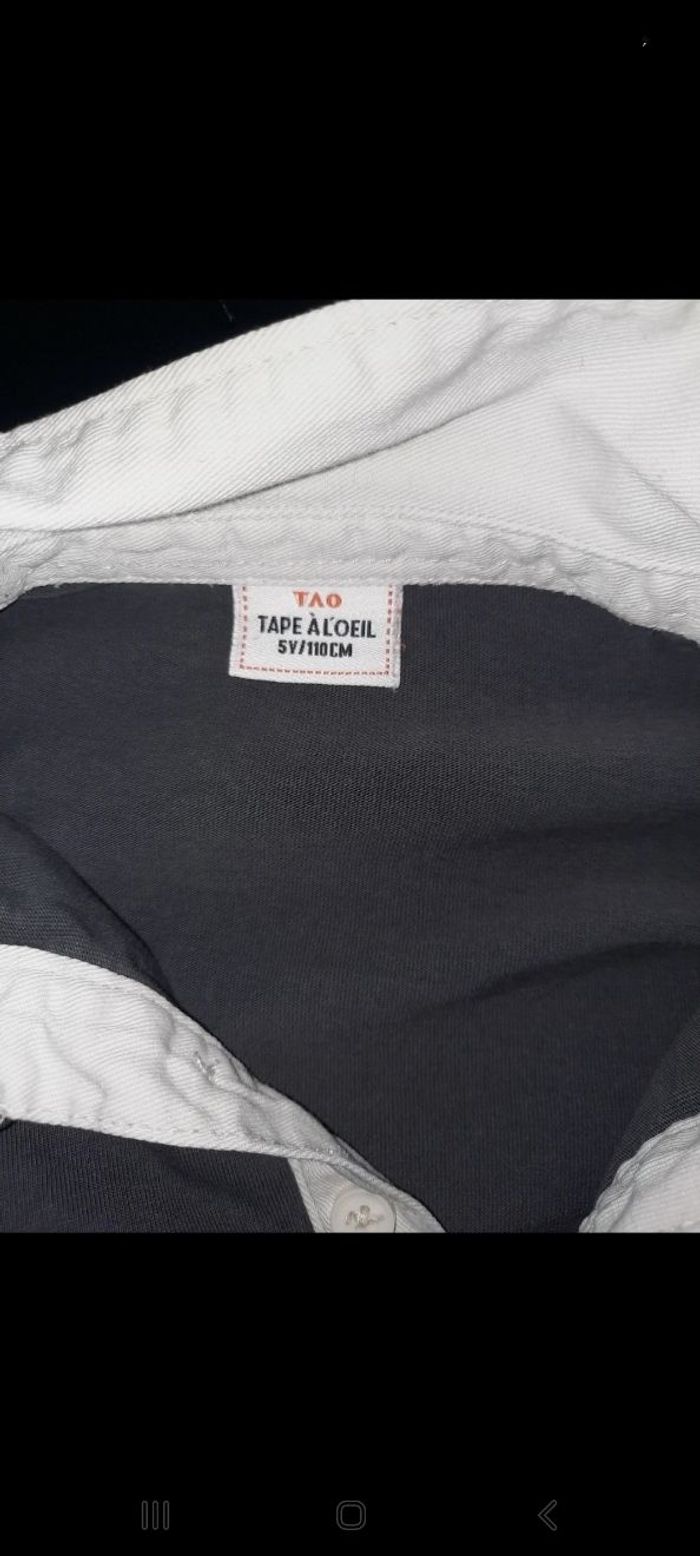 TAO
TAPE À L'OEIL
5Y/110CM